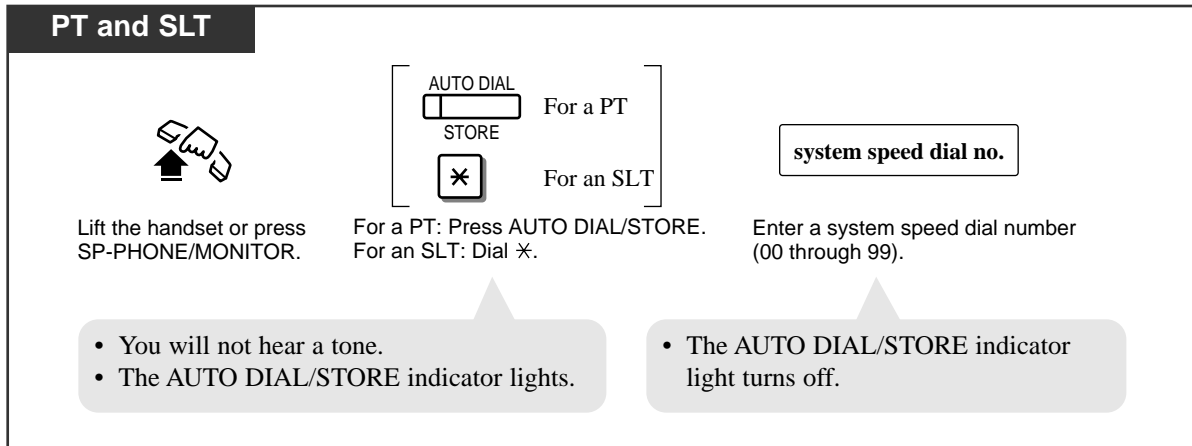 PT and SLT
AUTO DIAL
STORE
For a PT
For an SLT
system speed dial no.
Lift the handset or press
SP-PHONE/MONITOR.
For a PT: Press AUTO DIAL/STORE.
For an SLT: Dial ✳.
Enter a system speed dial number
(00 through 99).
• You will not hear a tone.
• The AUTO DIAL/STORE indicator lights.
• The AUTO DIAL/STORE indicator
light turns off.